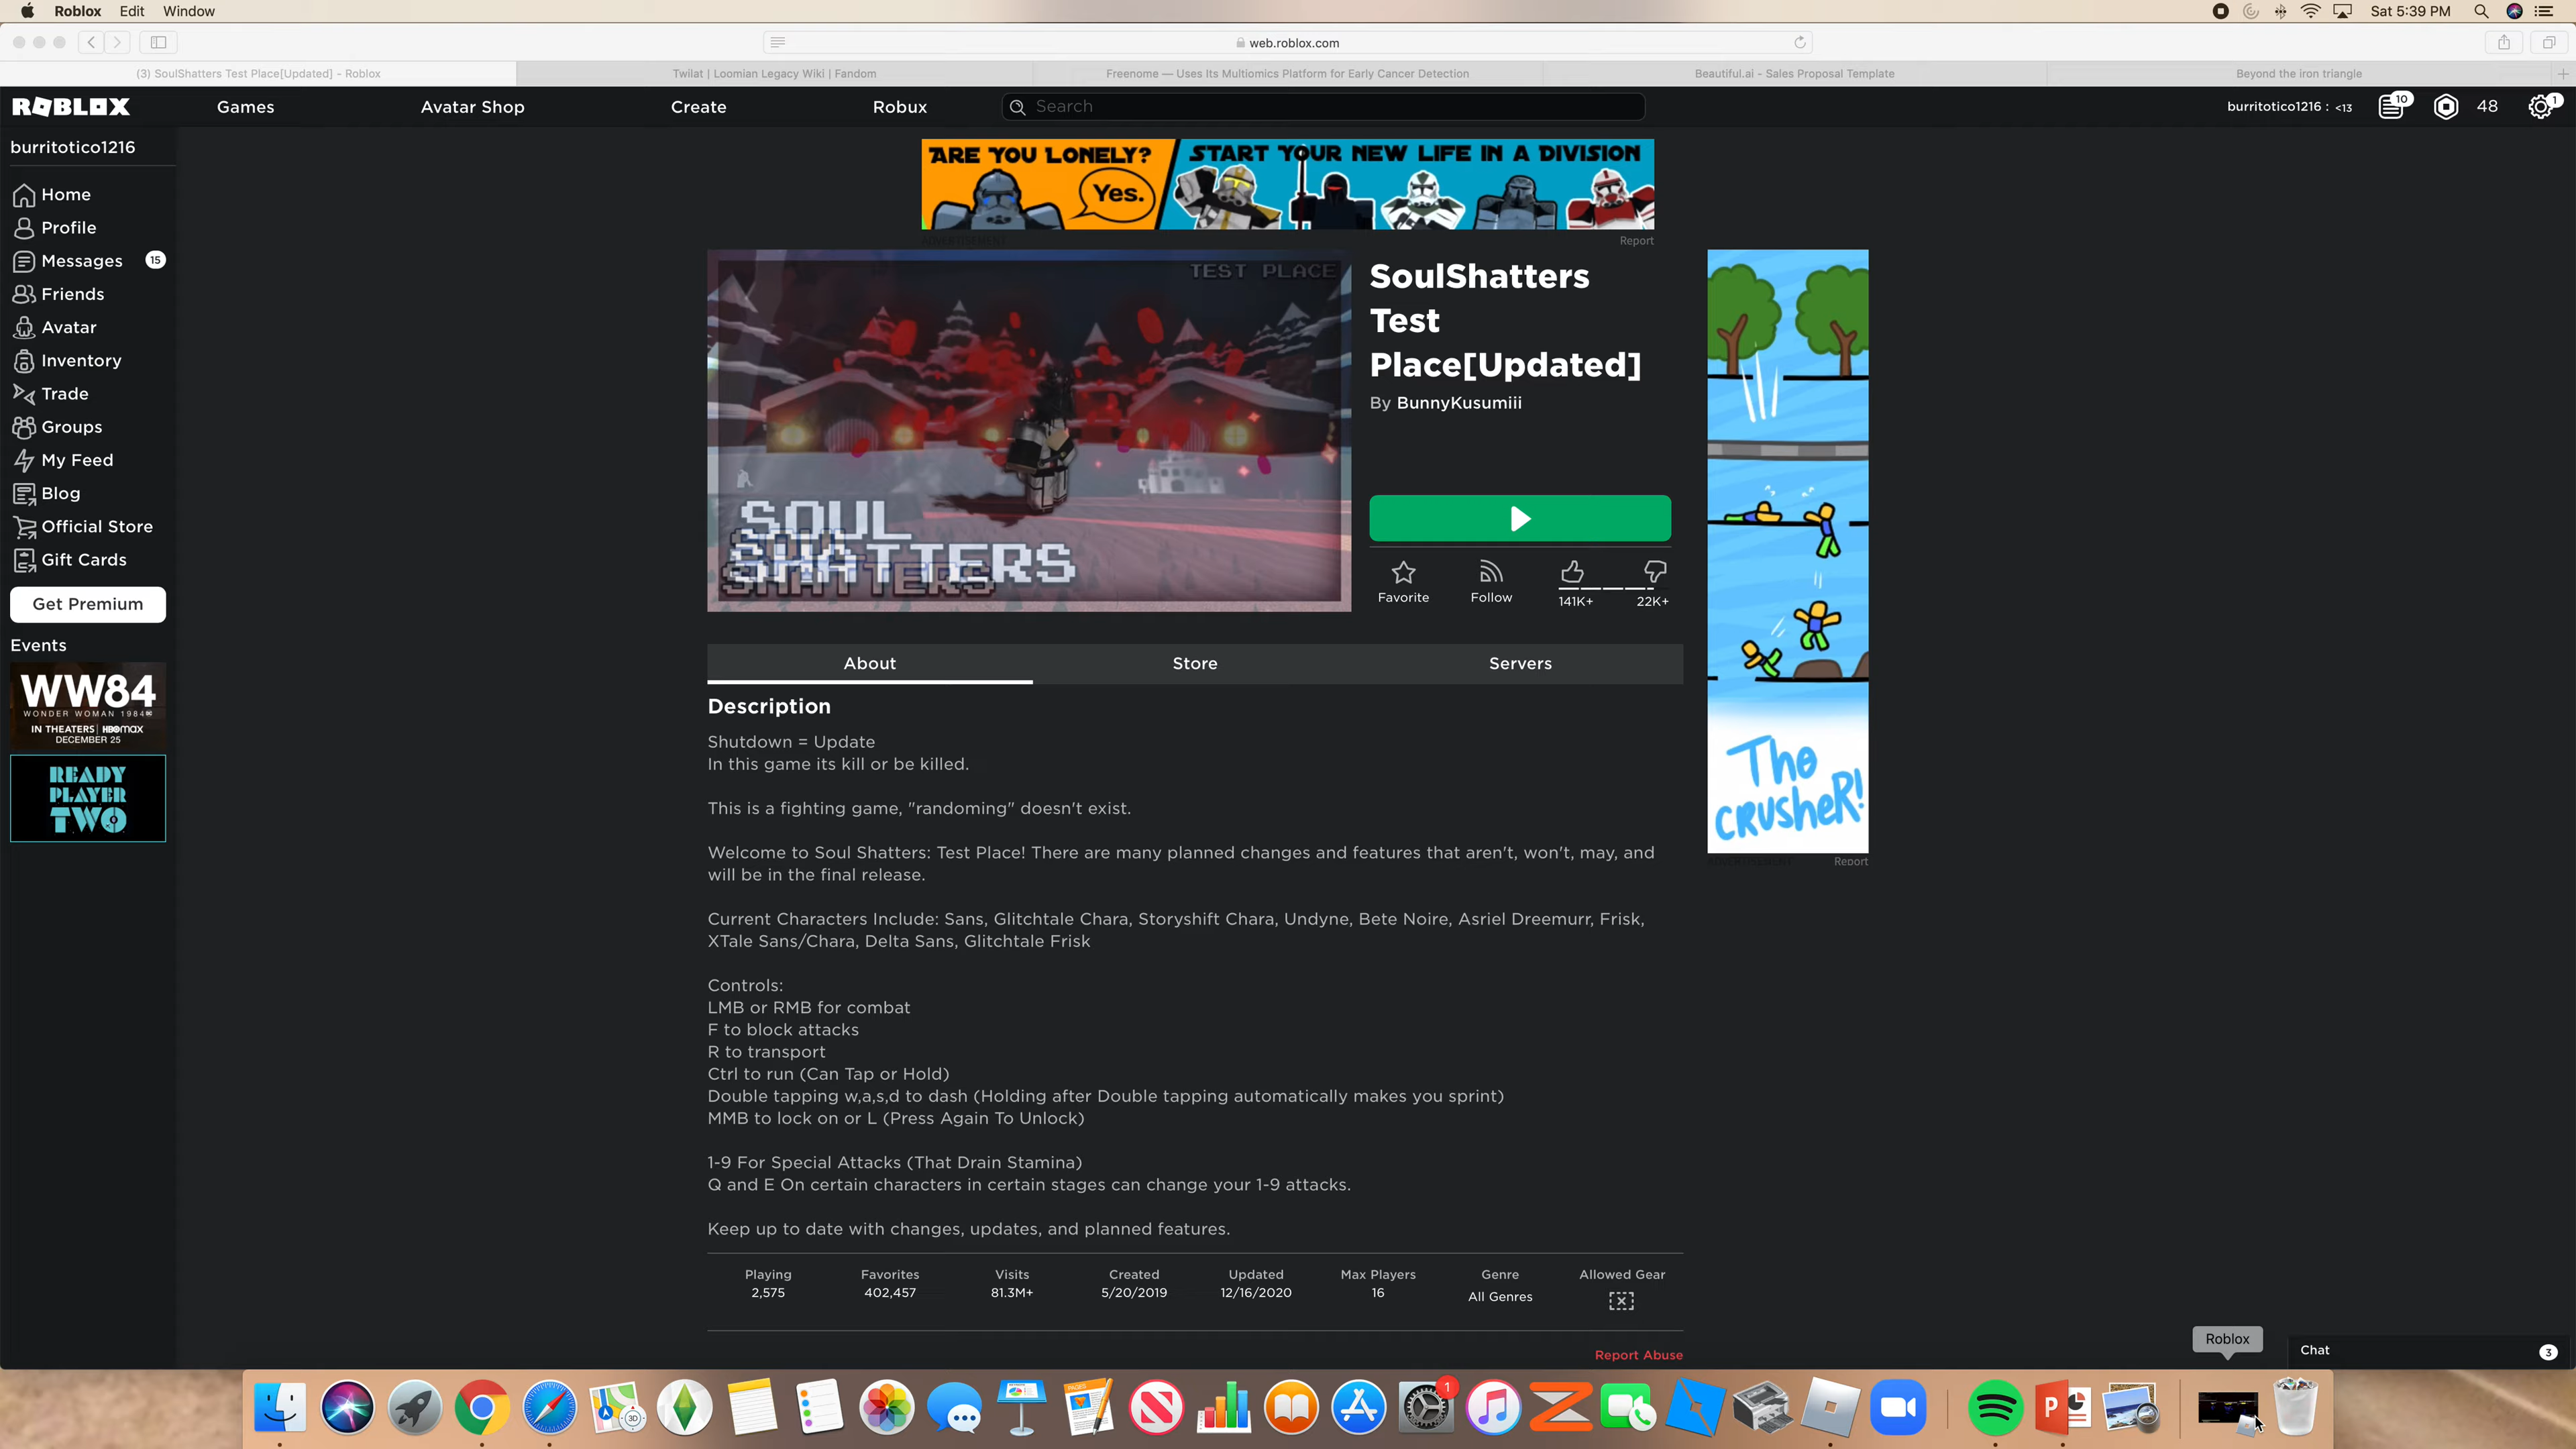 Roblox Edit Window
Sat 5:39 PM
web.roblox.com
(3) SoulShatters Test Place[Updated] - Roblox
Twilat | Loomian Legacy Wiki | Fandom
Freenome — Uses Its Multiomics Platform for Early Cancer Detection
Beautiful.ai - Sales Proposal Template
Beyond the iron triangle
ROBLOX
Games
Avatar Shop
Create
Robux
Search
burritotico1216 : <13
10
48
1
burritotico1216
Home
Profile
Messages 15
Friends
Avatar
Inventory
Trade
Groups
My Feed
Blog
Official Store
Gift Cards
Get Premium
Events
WW84
WONDER WOMAN 1984
IN THEATERS | HBOmax
DECEMBER 25
READY
PLAYER
TWO
ARE YOU LONELY?
Yes.
START YOUR NEW LIFE IN A DIVISION
ADVERTISEMENT
Report
TEST PLACE
SOUL
SHATTERS
SoulShatters
Test
Place[Updated]
By BunnyKusumiii
Favorite
Follow
141K+
22K+
The
CRUSHER!
ADVERTISEMENT
Report
About
Store
Servers
Description
Shutdown = Update
In this game its kill or be killed.
This is a fighting game, "randoming" doesn't exist.
Welcome to Soul Shatters: Test Place! There are many planned changes and features that aren't, won't, may, and
will be in the final release.
Current Characters Include: Sans, Glitchtale Chara, Storyshift Chara, Undyne, Bete Noire, Asriel Dreemurr, Frisk,
XTale Sans/Chara, Delta Sans, Glitchtale Frisk
Controls:
LMB or RMB for combat
F to block attacks
R to transport
Ctrl to run (Can Tap or Hold)
Double tapping w,a,s,d to dash (Holding after Double tapping automatically makes you sprint)
MMB to lock on or L (Press Again To Unlock)
1-9 For Special Attacks (That Drain Stamina)
Q and E On certain characters in certain stages can change your 1-9 attacks.
Keep up to date with changes, updates, and planned features.
Playing
2,575
Favorites
402,457
Visits
81.3M+
Created
5/20/2019
Updated
12/16/2020
Max Players
16
Genre
All Genres
Allowed Gear
Report Abuse
Roblox
Chat
3
3D
PAGES
1
P